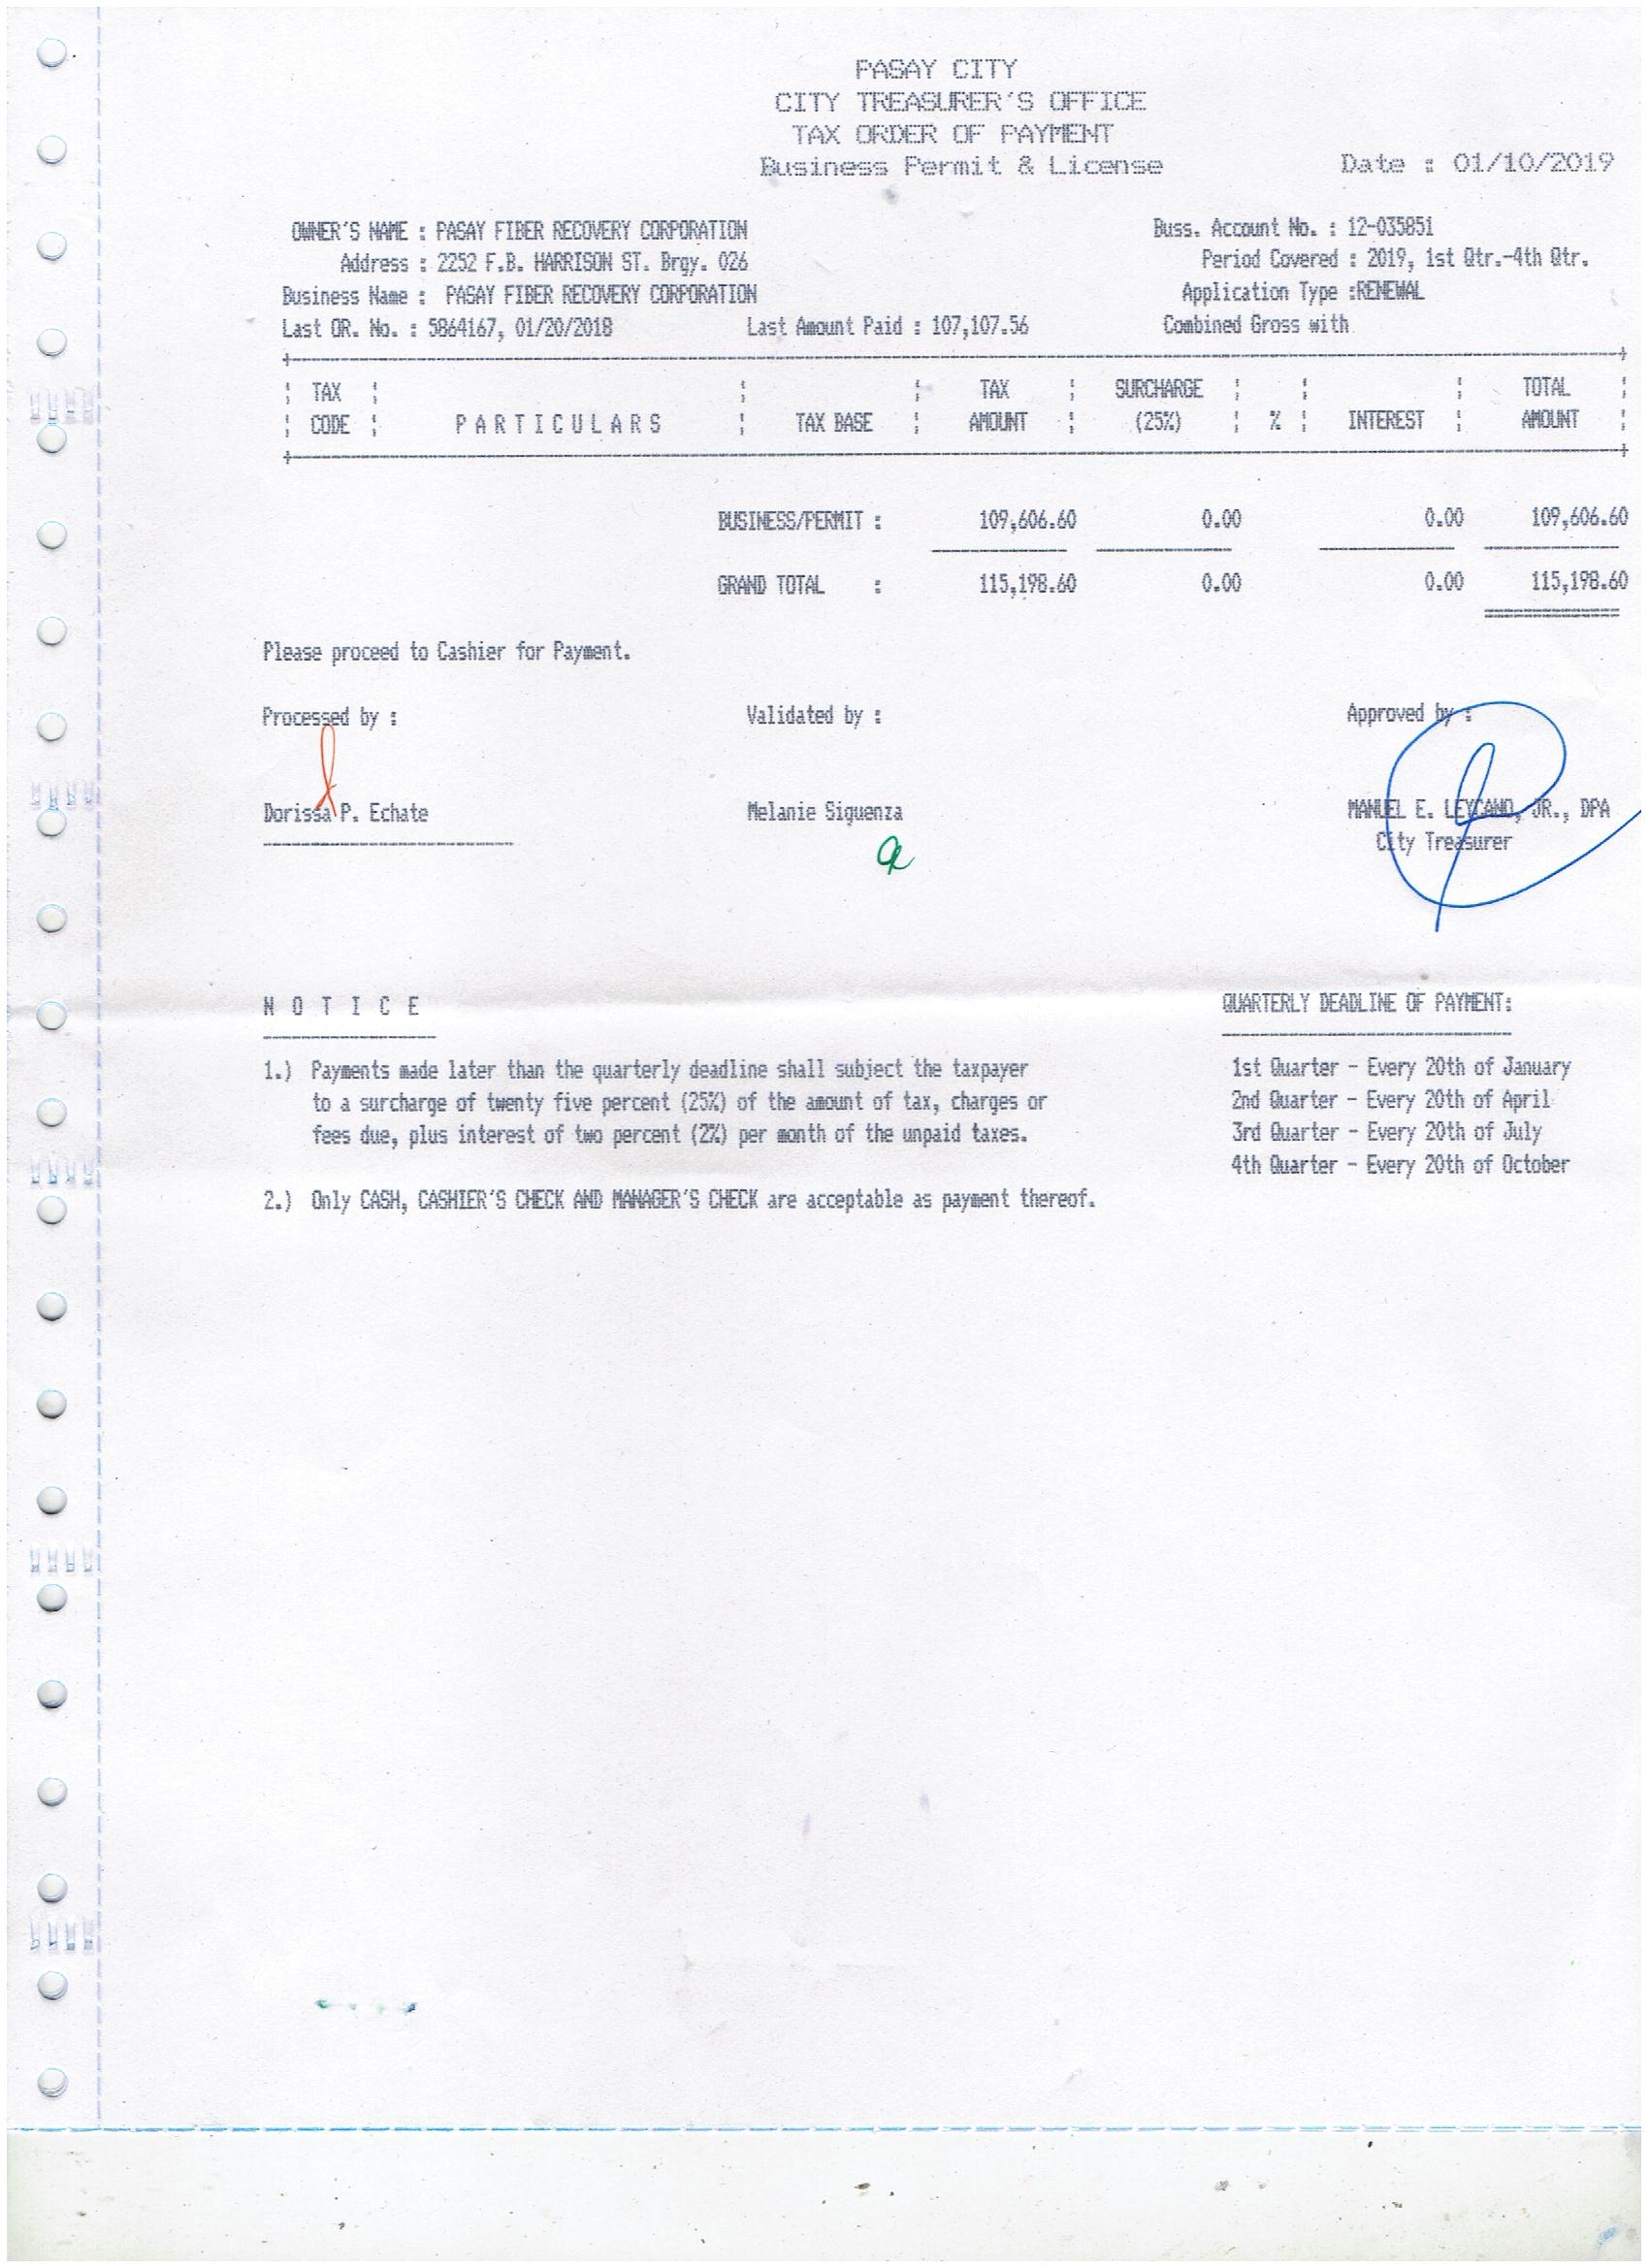 PASAY CITY
CITY TREASURER'S OFFICE
TAX ORDER OF PAYMENT
Business Permit & License
Date : 01/10/2019
OWNER'S NAME : PASAY FIBER RECOVERY CORPORATION
Buss. Account No. : 12-035851
Address : 2252 F.B. HARRISON ST. Brgy. 026
Period Covered : 2019, 1st Qtr.-4th Qtr.
Business Name : PASAY FIBER RECOVERY CORPORATION
Application Type :RENEWAL
Last OR. No. : 5864167, 01/20/2018 Last Amount Paid : 107,107.56 Combined Gross with
TAX TAX SURCHARGE TOTAL
CODE P A R T I C U L A R S TAX BASE AMOUNT (25%) % INTEREST AMOUNT
BUSINESS/PERMIT : 109,606.60 0.00 0.00 109,606.60
GRAND TOTAL : 115,198.60 0.00 0.00 115,198.60
Please proceed to Cashier for Payment.
Processed by : Validated by : Approved by :
Dorissa P. Echate Melanie Siguenza MANUEL E. LEYCANO, JR., DPA
City Treasurer
N O T I C E
1.) Payments made later than the quarterly deadline shall subject the taxpayer
to a surcharge of twenty five percent (25%) of the amount of tax, charges or
fees due, plus interest of two percent (2%) per month of the unpaid taxes.
2.) Only CASH, CASHIER'S CHECK AND MANAGER'S CHECK are acceptable as payment thereof.
QUARTERLY DEADLINE OF PAYMENT:
1st Quarter - Every 20th of January
2nd Quarter - Every 20th of April
3rd Quarter - Every 20th of July
4th Quarter - Every 20th of October